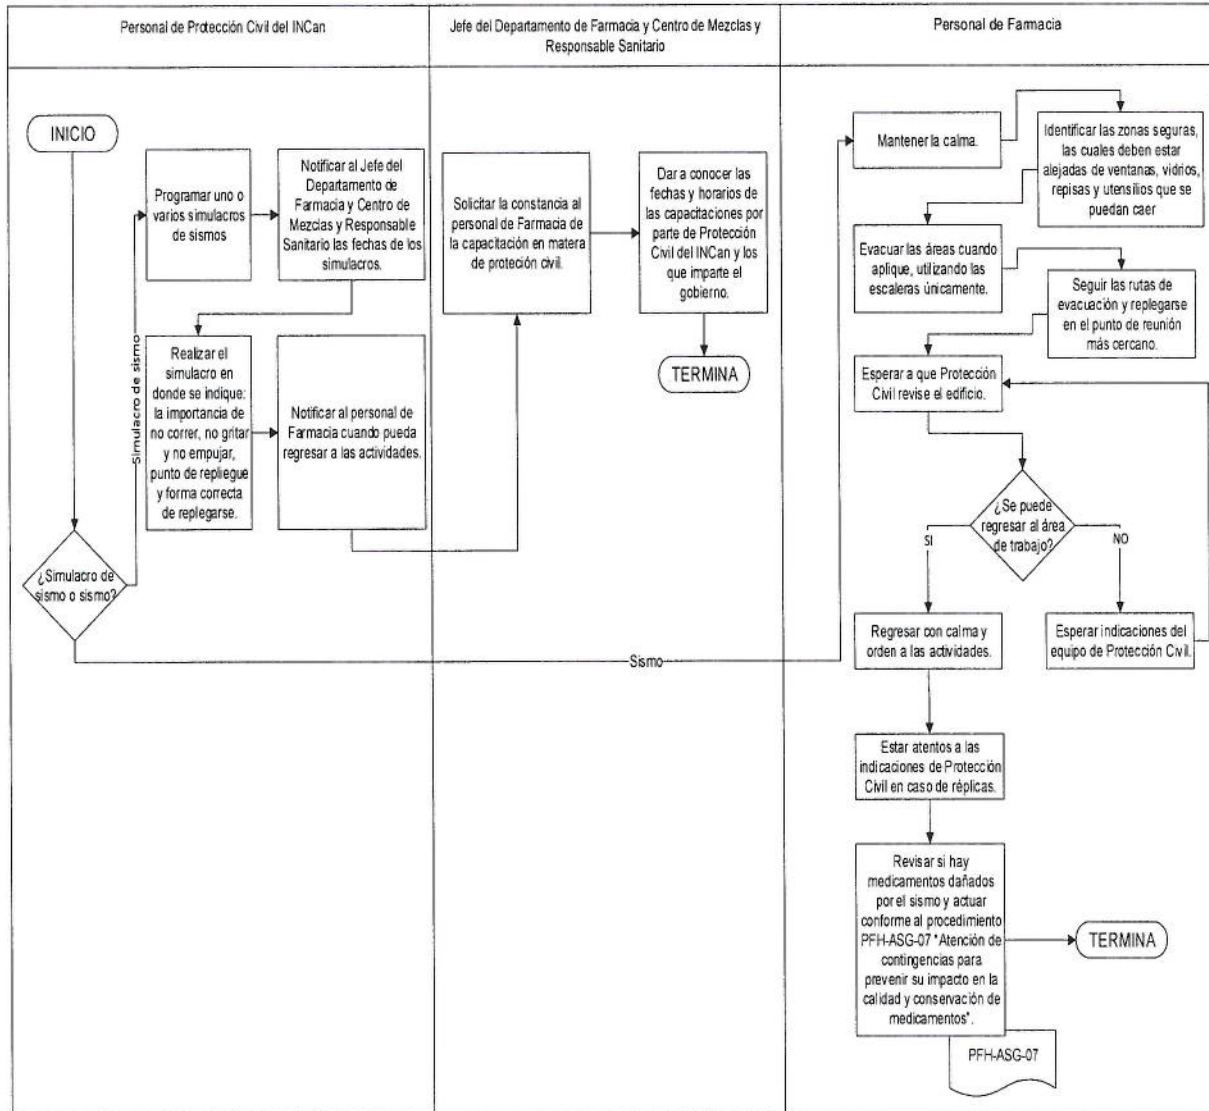 Personal de Protección Civil del INCan
Jefe del Departamento de Farmacia y Centro de Mezclas y
Responsable Sanitario
Personal de Farmacia
INICIO
Programar uno o
varios simulacros
de sismos
Notificar al Jefe del
Departamento de
Farmacia y Centro de
Mezclas y Responsable
Sanitario las fechas de los
simulacros.
Simulacro de sismo
Realizar el
simulacro en
donde se indique:
la importancia de
no correr, no gritar
y no empujar,
punto de repliegue
y forma correcta
de replegarse.
Notificar al personal de
Farmacia cuando pueda
regresar a las actividades.
¿Simulacro de
sismo o sismo?
Sismo
Solicitar la constancia al
personal de Farmacia de
la capacitación en matera
de proteción civil.
Dar a conocer las
fechas y horarios de
las capacitaciones por
parte de Protección
Civil del INCan y los
que imparte el
gobierno.
TERMINA
Mantener la calma.
Identificar las zonas seguras,
las cuales deben estar
alejadas de ventanas, vidrios,
repisas y utensilios que se
puedan caer
Evacuar las áreas cuando
aplique, utilizando las
escaleras únicamente.
Seguir las rutas de
evacuación y replegarse
en el punto de reunión
más cercano.
Esperar a que Protección
Civil revise el edificio.
¿Se puede
regresar al área
de trabajo?
SI
NO
Regresar con calma y
orden a las actividades.
Esperar indicaciones del
equipo de Protección Civil.
Estar atentos a las
indicaciones de Protección
Civil en caso de réplicas.
Revisar si hay
medicamentos dañados
por el sismo y actuar
conforme al procedimiento
PFH-ASG-07 "Atención de
contingencias para
prevenir su impacto en la
calidad y conservación de
medicamentos".
TERMINA
PFH-ASG-07